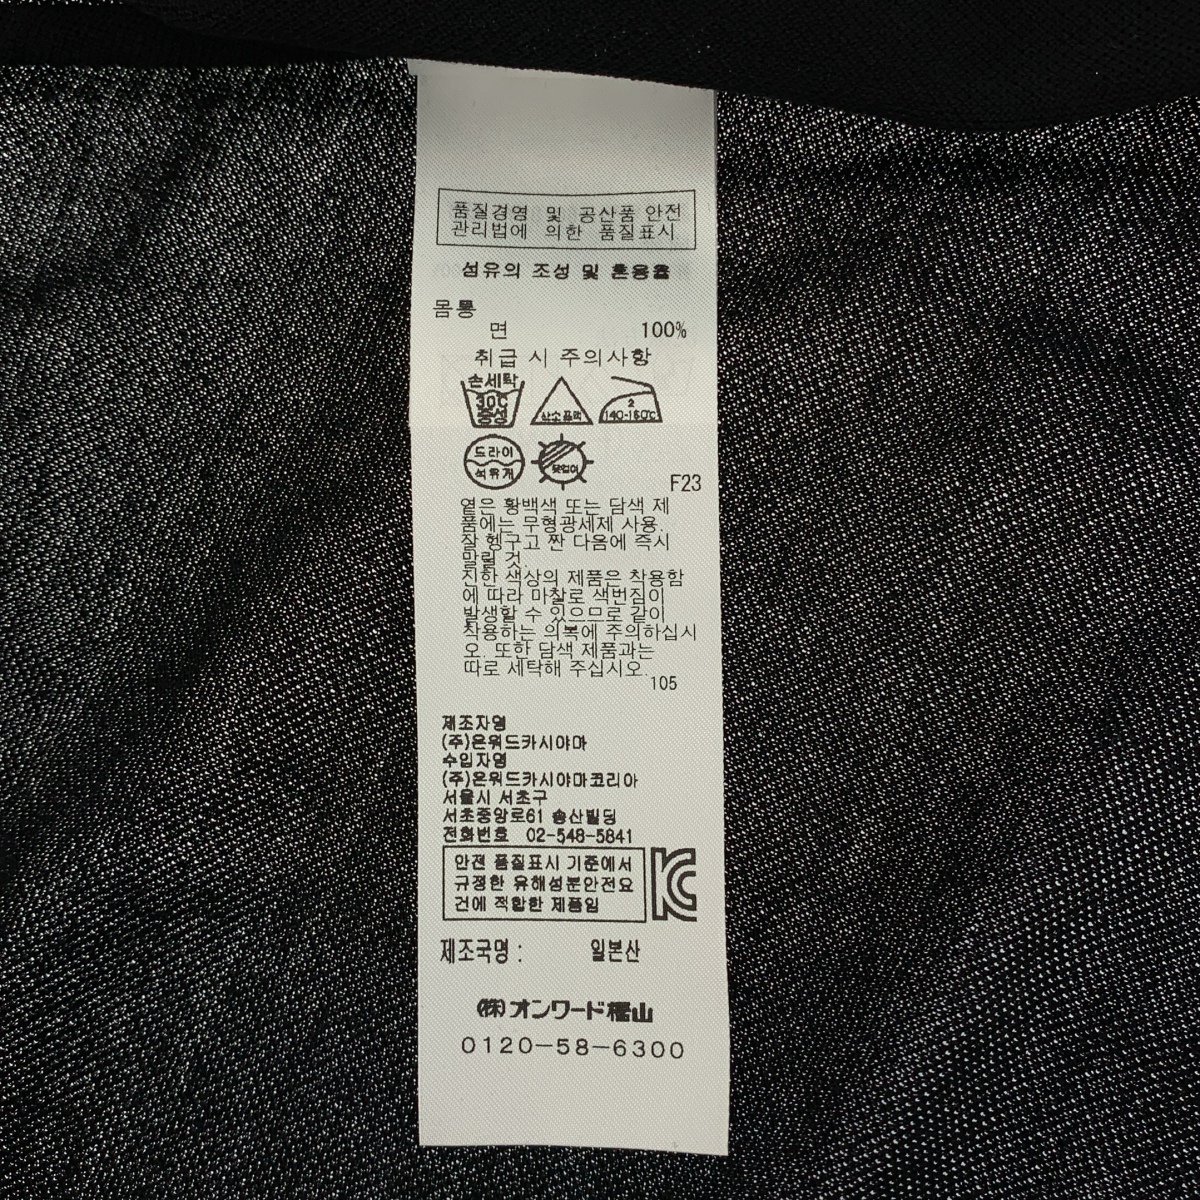 품질경영 및 공산품 안전
관리법에 의한 품질표시
섬유의 조성 및 혼용율
몸통
면 100%
취급 시 주의사항
손세탁
30℃
중성
산소표백
2
140-160℃
드라이
석유계
뒤집어
F23
옅은 황백색 또는 담색 제
품에는 무형광세제 사용.
잘 헹구고 짠 다음에 즉시
말릴 것.
진한 색상의 제품은 착용함
에 따라 마찰로 색번짐이
발생할 수 있으므로 같이
착용하는 의복에 주의하십시
오. 또한 담색 제품과는
따로 세탁해 주십시오.
105
제조자명
(주)온워드카시야마
수입자명
(주)온워드카시야마코리아
서울시 서초구
서초중앙로61 송산빌딩
전화번호 02-548-5841
안전 품질표시 기준에서
규정한 유해성분안전요
건에 적합한 제품임
제조국명 : 일본산
(株)オンワード樫山
0120-58-6300